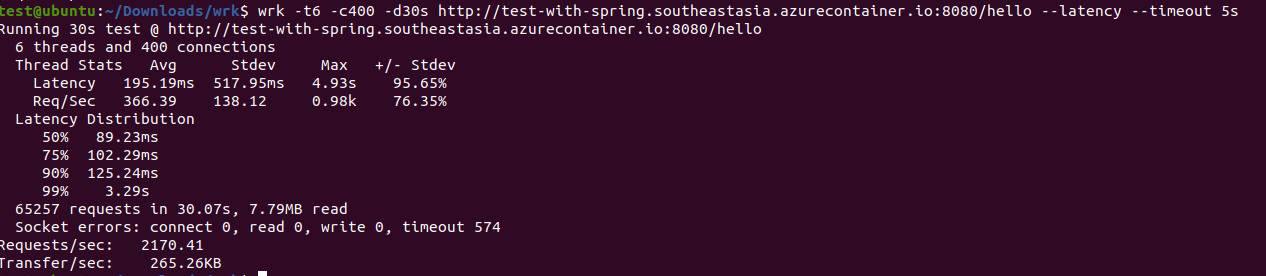 test@ubuntu:~/Downloads/wrk$ wrk -t6 -c400 -d30s http://test-with-spring.southeastasia.azurecontainer.io:8080/hello --latency --timeout 5s
Running 30s test @ http://test-with-spring.southeastasia.azurecontainer.io:8080/hello
  6 threads and 400 connections
  Thread Stats   Avg      Stdev     Max   +/- Stdev
    Latency   195.19ms  517.95ms   4.93s    95.65%
    Req/Sec   366.39    138.12     0.98k    76.35%
  Latency Distribution
     50%   89.23ms
     75%  102.29ms
     90%  125.24ms
     99%    3.29s
  65257 requests in 30.07s, 7.79MB read
  Socket errors: connect 0, read 0, write 0, timeout 574
Requests/sec:   2170.41
Transfer/sec:    265.26KB